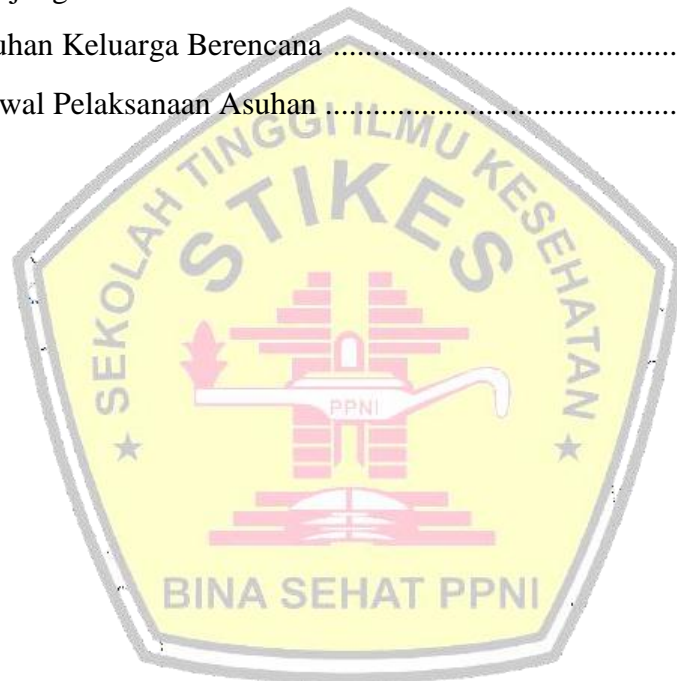 uhan Keluarga Berencana ........................................
wal Pelaksanaan Asuhan .........................................
SEKOLAH TINGGI ILMU KESEHATAN
STIKES
PPNI
BINA SEHAT PPNI